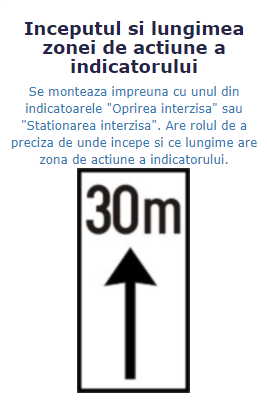 Inceputul si lungimea
zonei de actiune a
indicatorului
Se monteaza impreuna cu unul din
indicatoarele "Oprirea interzisa" sau
"Stationarea interzisa". Are rolul de a
preciza de unde incepe si ce lungime are
zona de actiune a indicatorului.
30m